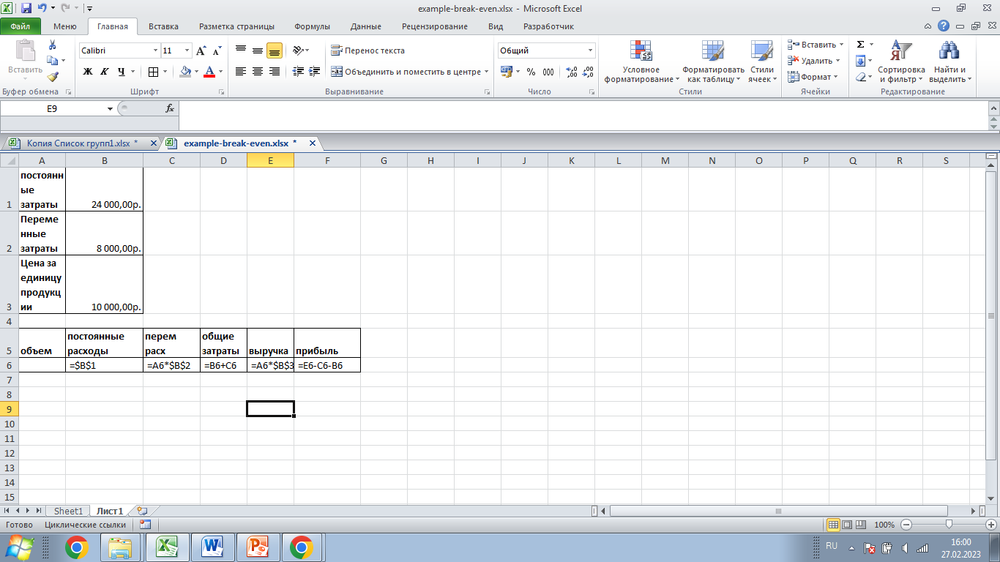 example-break-even.xlsx - Microsoft Excel
Файл Меню Главная Вставка Разметка страницы Формулы Данные Рецензирование Вид Разработчик
Вставить
Буфер обмена
Calibri 11
Ж К Ч
Шрифт
Перенос текста
Объединить и поместить в центре
Выравнивание
Общий
% 000
Число
Условное форматирование
Форматировать как таблицу
Стили ячеек
Стили
Вставить
Удалить
Формат
Ячейки
Σ
Сортировка и фильтр
Найти и выделить
Редактирование
E9 fx
Копия Список групп1.xlsx * example-break-even.xlsx *
A B C D E F G H I J K L M N O P Q R S
постоянн
ые
1 затраты 24 000,00р.
Переме
нные
2 затраты 8 000,00р.
Цена за
единицу
продукц
3 ии 10 000,00р.
4
постоянные перем общие
5 объем расходы расх затраты выручка прибыль
6 =$B$1 =A6*$B$2 =B6+C6 =A6*$B$3 =E6-C6-B6
7
8
9
10
11
12
13
14
15
Sheet1 Лист1
Готово Циклические ссылки 100%
RU 16:00
27.02.2023